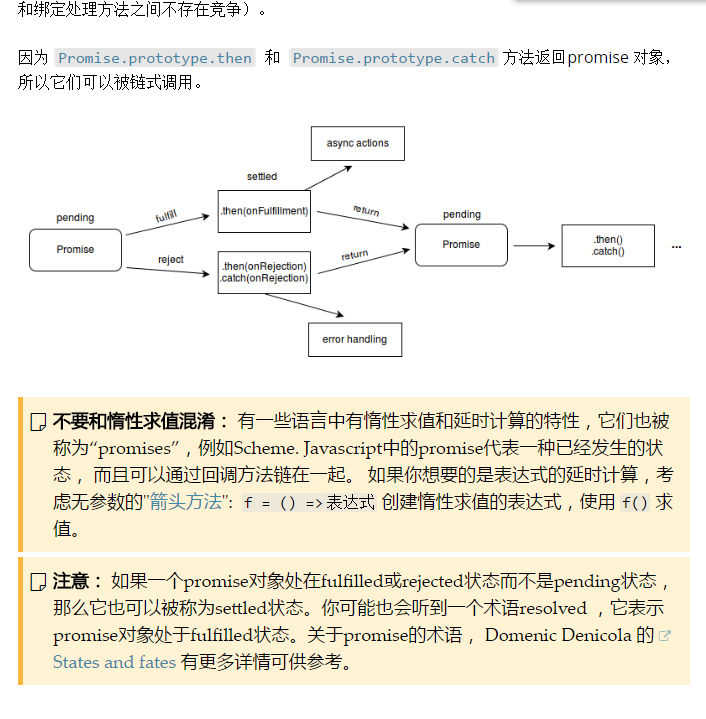 和绑定处理方法之间不存在竞争）。
因为 Promise.prototype.then 和 Promise.prototype.catch 方法返回promise 对象，
所以它们可以被链式调用。
async actions
settled
pending
fulfill
.then(onFulfillment)
return
pending
Promise
reject
.then(onRejection)
.catch(onRejection)
return
Promise
.then()
.catch()
...
error handling
不要和惰性求值混淆： 有一些语言中有惰性求值和延时计算的特性，它们也被
称为“promises”，例如Scheme. Javascript中的promise代表一种已经发生的状
态， 而且可以通过回调方法链在一起。 如果你想要的是表达式的延时计算，考
虑无参数的"箭头方法": f = () =>表达式 创建惰性求值的表达式，使用 f() 求
值。
注意： 如果一个promise对象处在fulfilled或rejected状态而不是pending状态，
那么它也可以被称为settled状态。你可能也会听到一个术语resolved ，它表示
promise对象处于fulfilled状态。关于promise的术语， Domenic Denicola 的
States and fates 有更多详情可供参考。